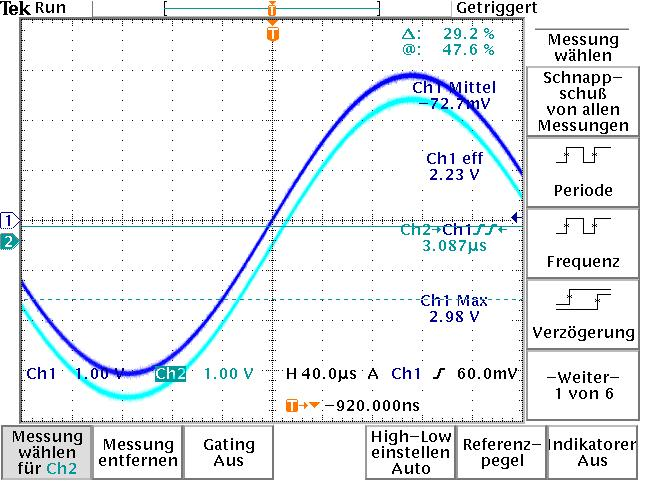 Tek Run
Getriggert
Δ: 29.2 %
@: 47.6 %
Ch1 Mittel
−72.7mV
Ch1 eff
2.23 V
Ch2→Ch1
3.087µs
Ch1 Max
2.98 V
1
2
T
T
Ch1 1.00 V Ch2 1.00 V H 40.0µs A Ch1 60.0mV
T −920.000ns
Messung
wählen
Schnapp−
schuß
von allen
Messungen
Periode
Frequenz
Verzögerung
−Weiter−
1 von 6
Messung
wählen
für Ch2
Messung
entfernen
Gating
Aus
High−Low
einstellen
Auto
Referenz−
pegel
Indikatoren
Aus